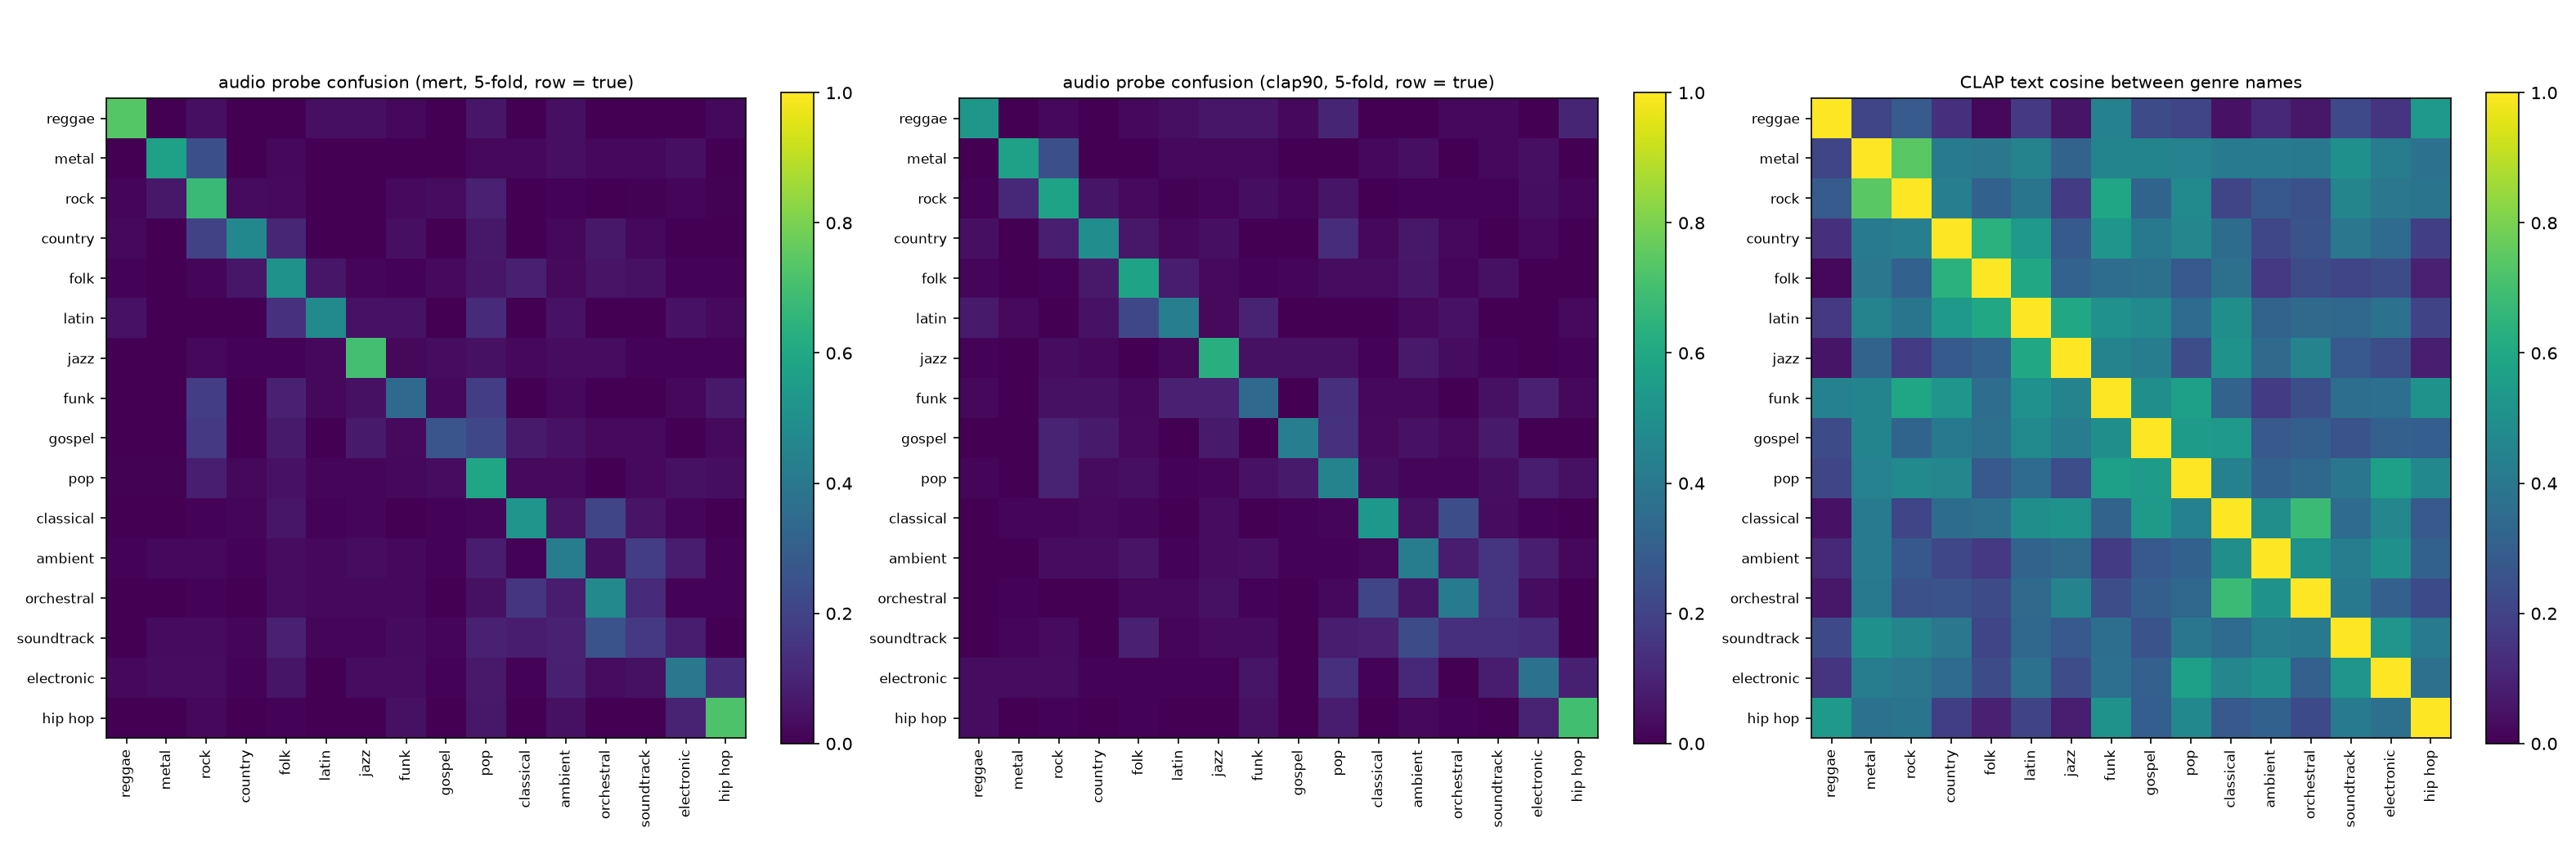 audio probe confusion (mert, 5-fold, row = true)
reggae
metal
rock
country
folk
latin
jazz
funk
gospel
pop
classical
ambient
orchestral
soundtrack
electronic
hip hop
reggae
metal
rock
country
folk
latin
jazz
funk
gospel
pop
classical
ambient
orchestral
soundtrack
electronic
hip hop
1.0
0.8
0.6
0.4
0.2
0.0
audio probe confusion (clap90, 5-fold, row = true)
reggae
metal
rock
country
folk
latin
jazz
funk
gospel
pop
classical
ambient
orchestral
soundtrack
electronic
hip hop
reggae
metal
rock
country
folk
latin
jazz
funk
gospel
pop
classical
ambient
orchestral
soundtrack
electronic
hip hop
1.0
0.8
0.6
0.4
0.2
0.0
CLAP text cosine between genre names
reggae
metal
rock
country
folk
latin
jazz
funk
gospel
pop
classical
ambient
orchestral
soundtrack
electronic
hip hop
reggae
metal
rock
country
folk
latin
jazz
funk
gospel
pop
classical
ambient
orchestral
soundtrack
electronic
hip hop
1.0
0.8
0.6
0.4
0.2
0.0